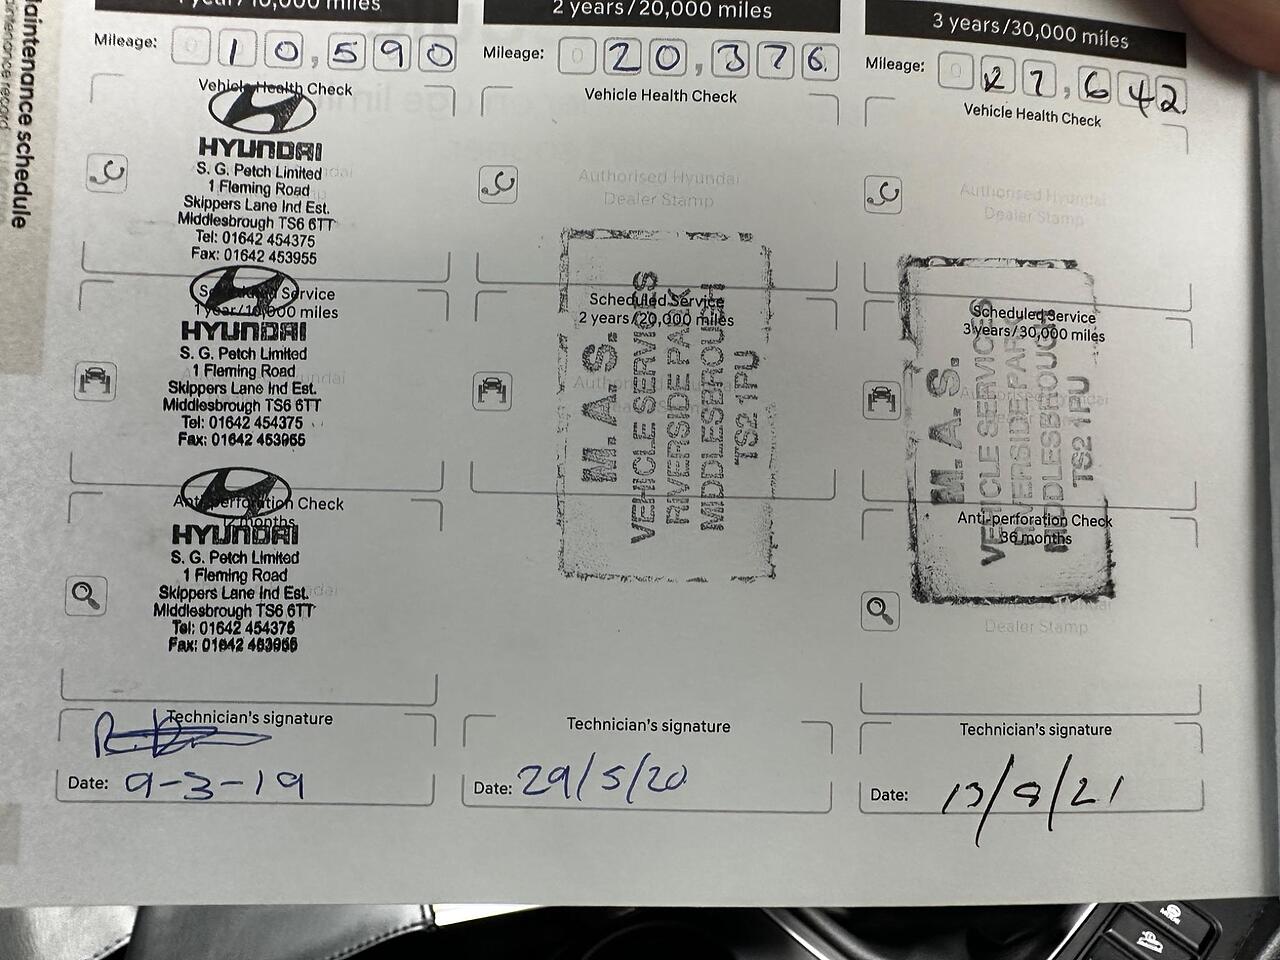 Maintenance schedule
1 year/10,000 miles
Mileage: 10,590
Vehicle Health Check
HYUNDAI
S. G. Petch Limited
1 Fleming Road
Skippers Lane Ind Est.
Middlesbrough TS6 6TT
Tel: 01642 454375
Fax: 01642 453955
Scheduled Service
1 year/10,000 miles
HYUNDAI
S. G. Petch Limited
1 Fleming Road
Skippers Lane Ind Est.
Middlesbrough TS6 6TT
Tel: 01642 454375
Fax: 01642 453955
Anti-perforation Check
12 months
HYUNDAI
S. G. Petch Limited
1 Fleming Road
Skippers Lane Ind Est.
Middlesbrough TS6 6TT
Tel: 01642 454375
Fax: 01642 453955
Technician's signature
Date: 9-3-19
2 years/20,000 miles
Mileage: 20,376
Vehicle Health Check
Authorised Hyundai
Dealer Stamp
Scheduled Service
2 years/20,000 miles
M. A. S.
VEHICLE SERVICES
RIVERSIDE PARK
MIDDLESBROUGH
TS2 1PU
Technician's signature
Date: 29/5/20
3 years/30,000 miles
Mileage: 27,642
Vehicle Health Check
Authorised Hyundai
Dealer Stamp
Scheduled Service
3 years/30,000 miles
M. A. S.
VEHICLE SERVICES
RIVERSIDE PARK
MIDDLESBROUGH
TS2 1PU
Anti-perforation Check
36 months
Dealer Stamp
Technician's signature
Date: 13/8/21